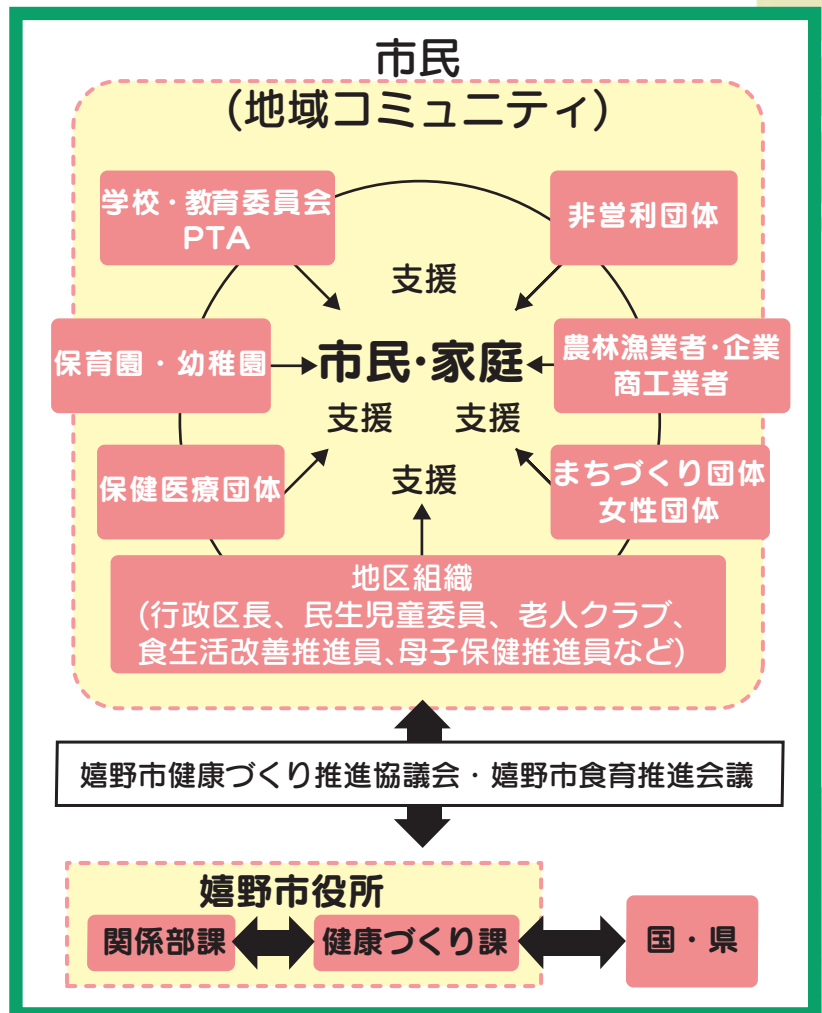 市民
(地域コミュニティ)
学校・教育委員会
PTA
非営利団体
支援
保育園・幼稚園
市民・家庭
農林漁業者・企業
商工業者
支援
支援
保健医療団体
まちづくり団体
女性団体
支援
地区組織
(行政区長、民生児童委員、老人クラブ、
食生活改善推進員、母子保健推進員など)
嬉野市健康づくり推進協議会・嬉野市食育推進会議
嬉野市役所
関係部課
健康づくり課
国・県